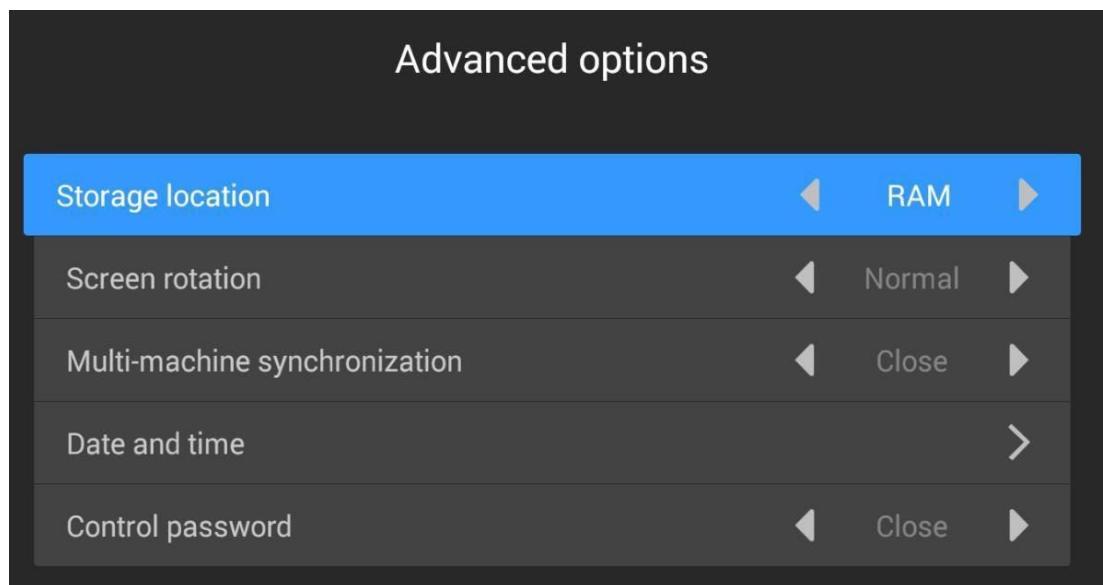 Advanced options
Storage location RAM
Screen rotation Normal
Multi-machine synchronization Close
Date and time
Control password Close